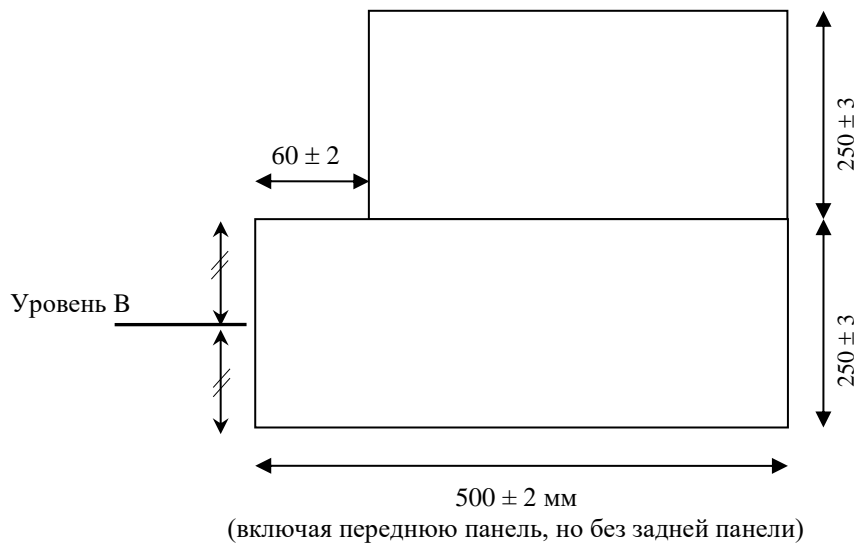 250 ± 3
60 ± 2
Уровень В
250 ± 3
500 ± 2 мм
(включая переднюю панель, но без задней панели)